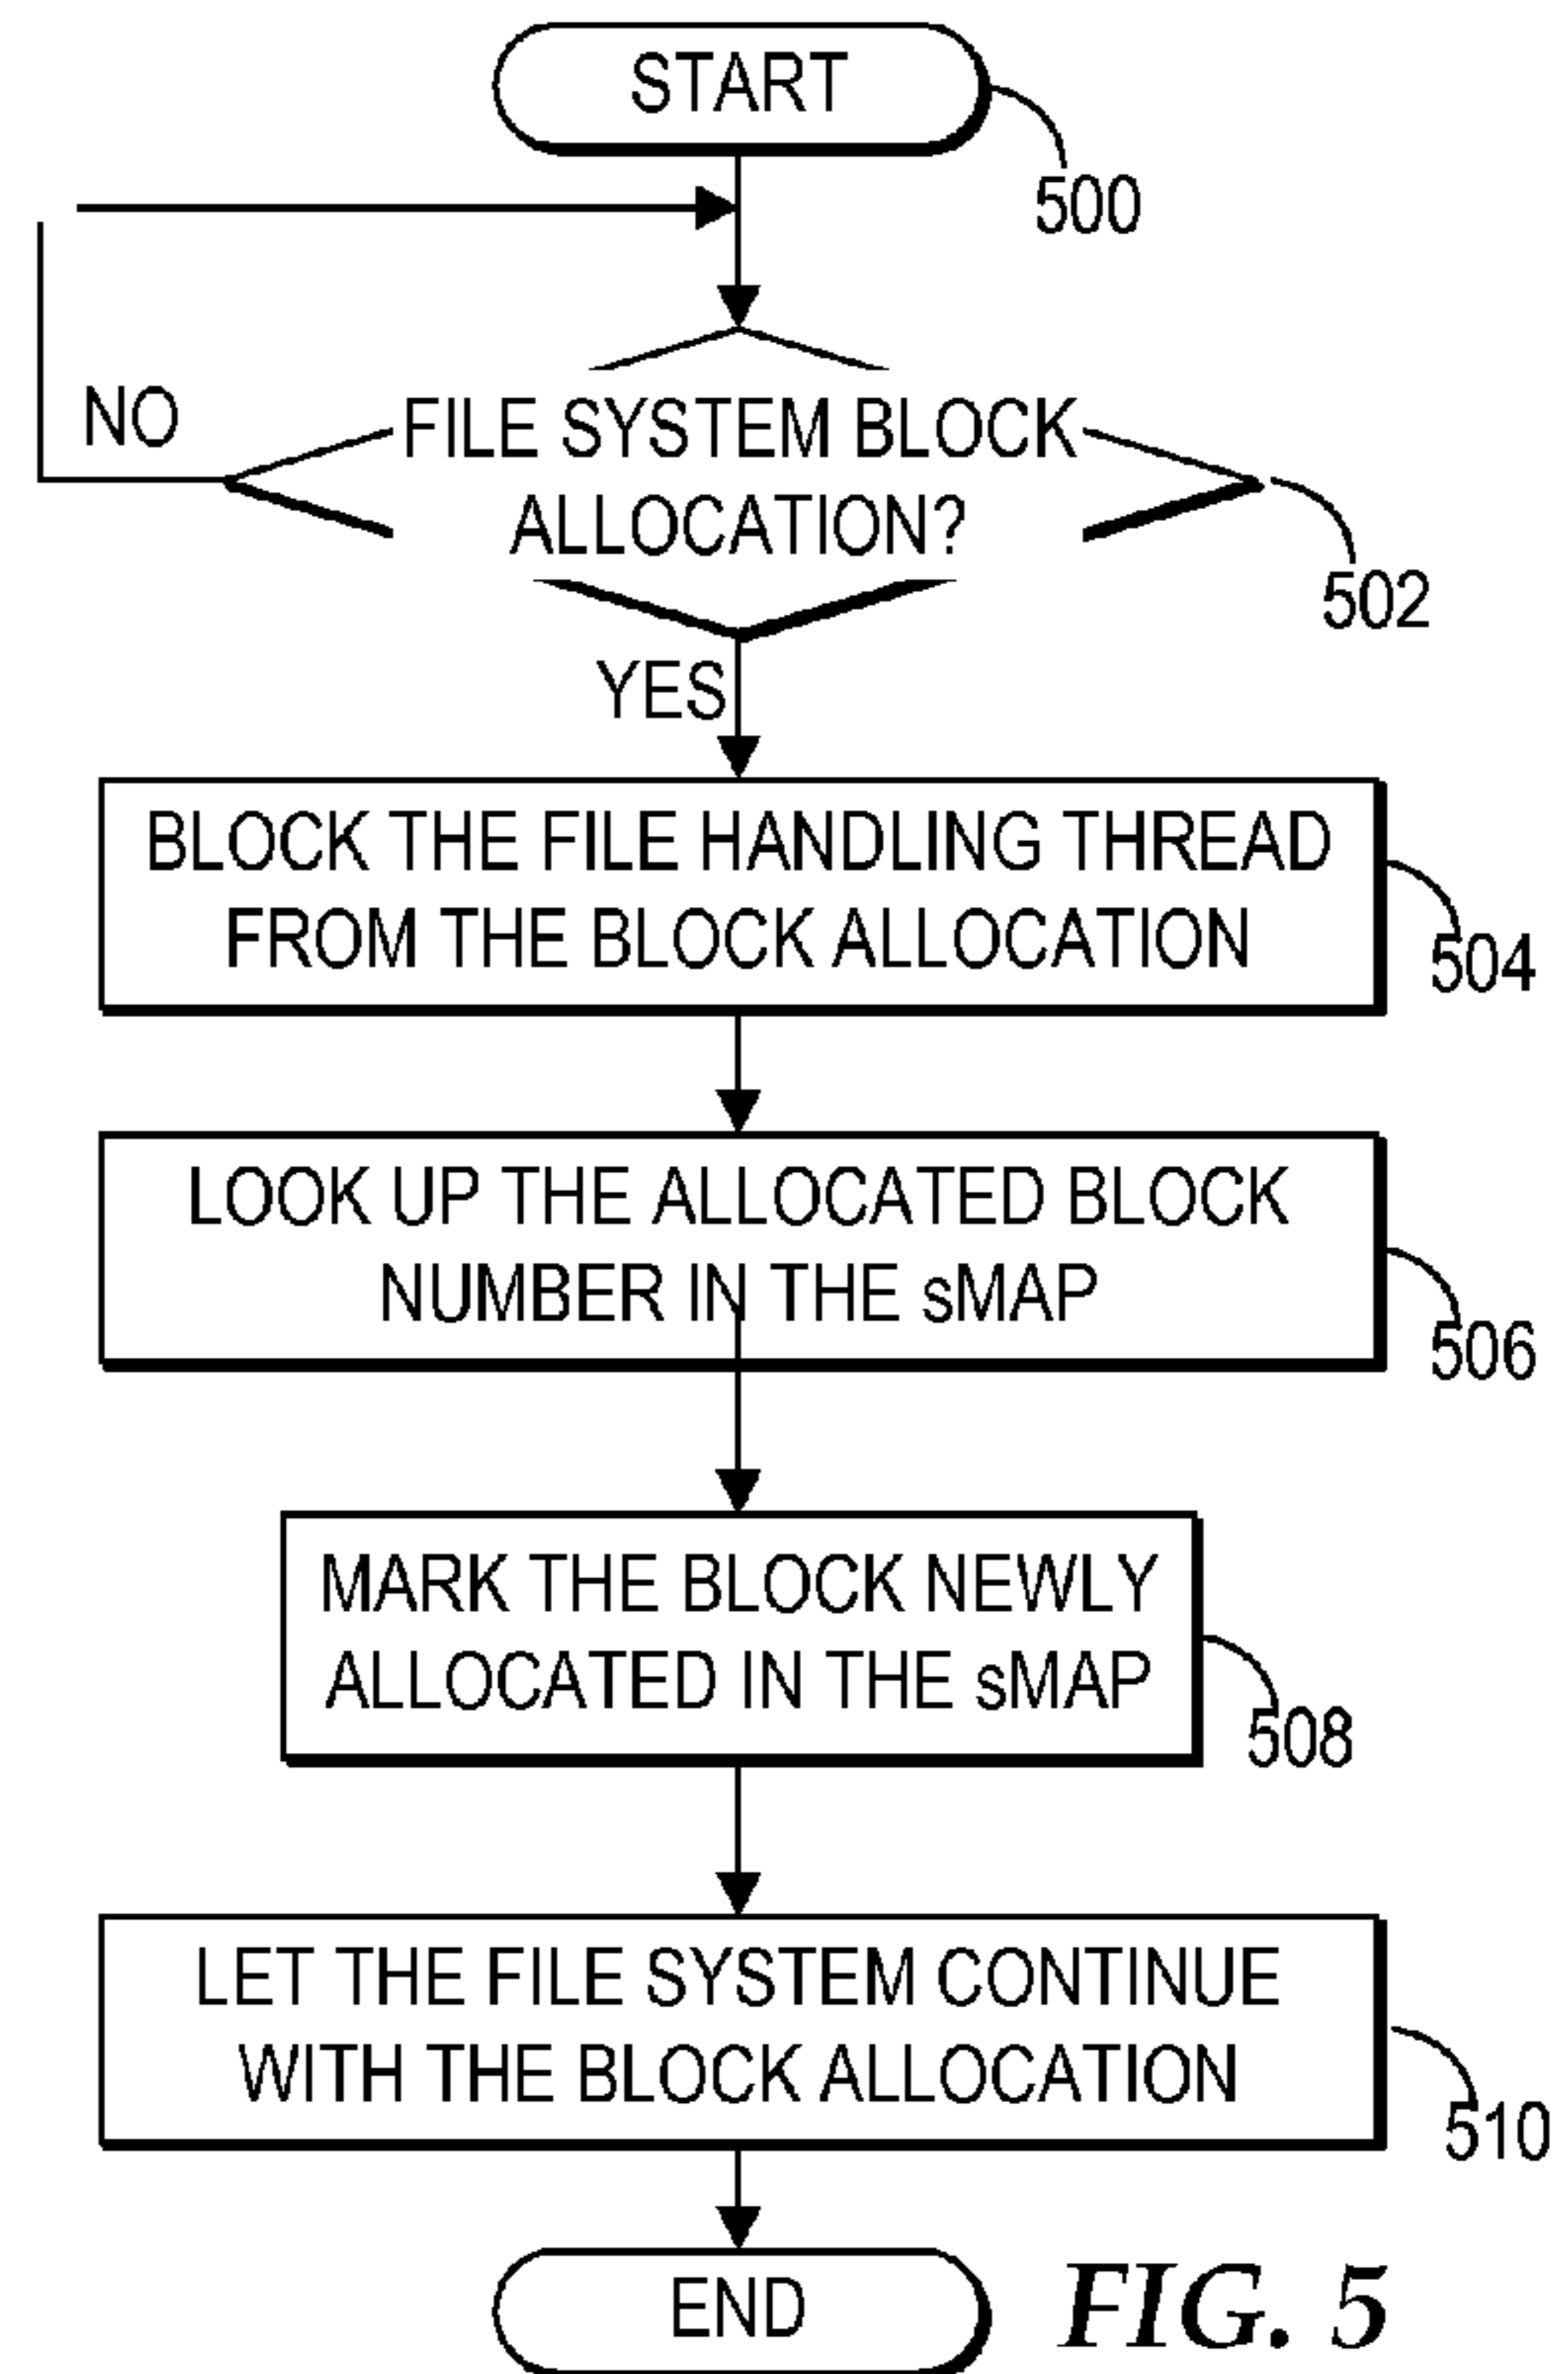 START
500
NO
FILE SYSTEM BLOCK
ALLOCATION?
502
YES
BLOCK THE FILE HANDLING THREAD
FROM THE BLOCK ALLOCATION
504
LOOK UP THE ALLOCATED BLOCK
NUMBER IN THE sMAP
506
MARK THE BLOCK NEWLY
ALLOCATED IN THE sMAP
508
LET THE FILE SYSTEM CONTINUE
WITH THE BLOCK ALLOCATION
510
END
FIG. 5